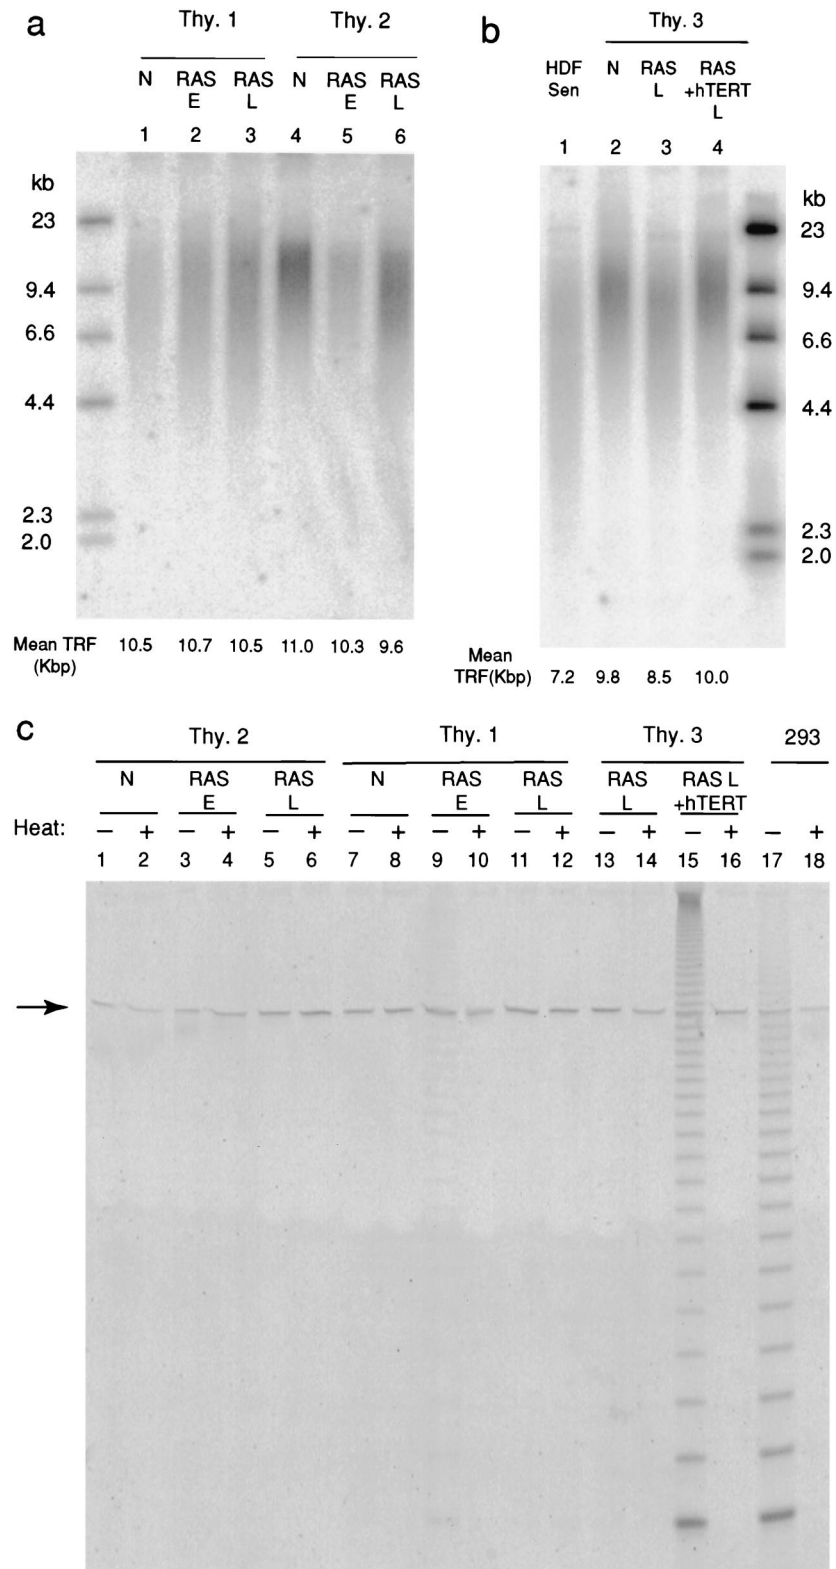 a
Thy. 1 Thy. 2
N RAS E RAS L N RAS E RAS L
1 2 3 4 5 6
kb
23
9.4
6.6
4.4
2.3
2.0
Mean TRF 10.5 10.7 10.5 11.0 10.3 9.6
(Kbp)
b
Thy. 3
HDF Sen N RAS L RAS +hTERT L
1 2 3 4
kb
23
9.4
6.6
4.4
2.3
2.0
Mean
TRF(Kbp) 7.2 9.8 8.5 10.0
c
Thy. 2 Thy. 1 Thy. 3 293
N RAS E RAS L N RAS E RAS L RAS L RAS L +hTERT
Heat: – + – + – + – + – + – + – + – + – +
1 2 3 4 5 6 7 8 9 10 11 12 13 14 15 16 17 18